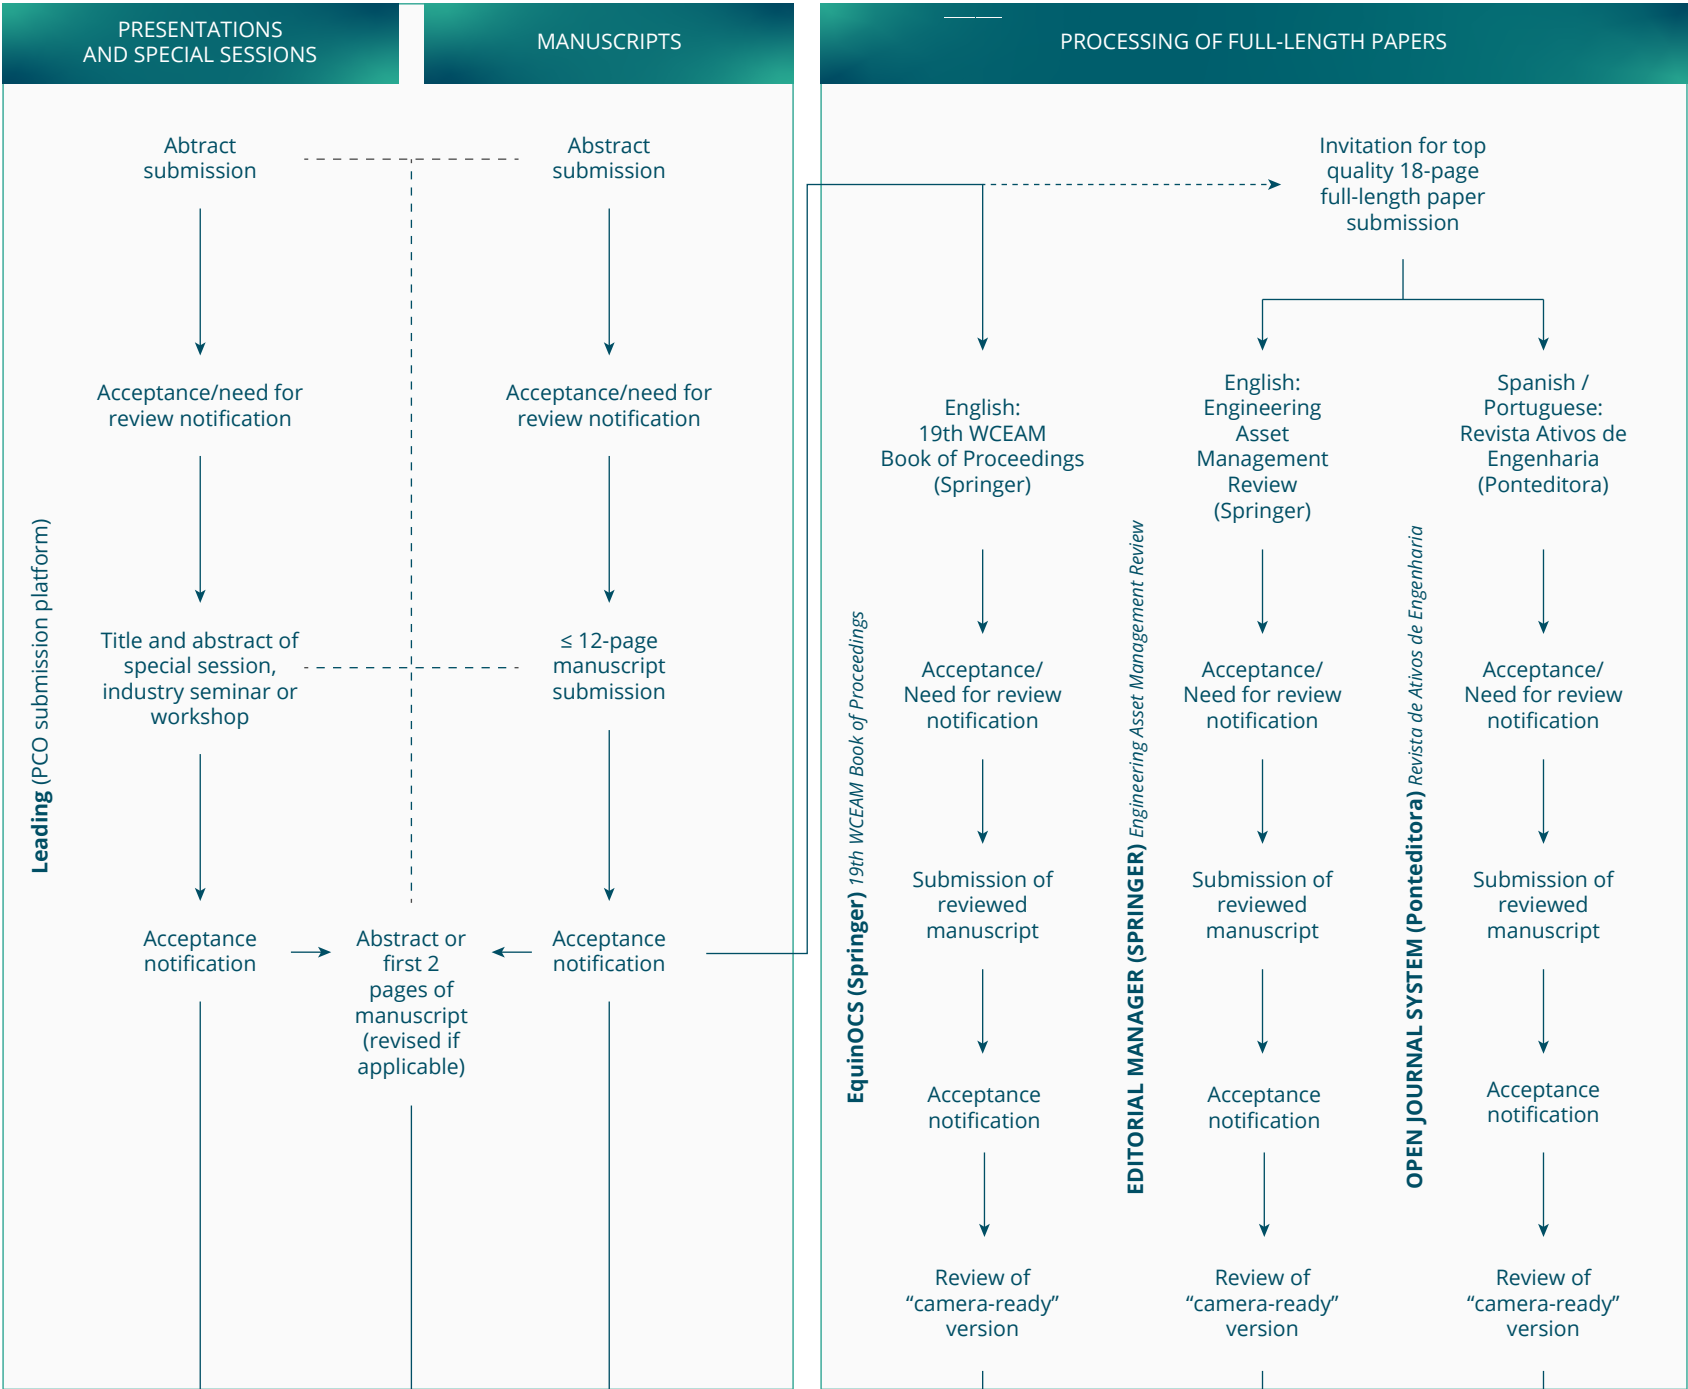 PRESENTATIONS
AND SPECIAL SESSIONS
MANUSCRIPTS
PROCESSING OF FULL-LENGTH PAPERS
Leading (PCO submission platform)
Abtract
submission
Acceptance/need for
review notification
Title and abstract of
special session,
industry seminar or
workshop
Acceptance
notification
Abstract or
first 2
pages of
manuscript
(revised if
applicable)
Abstract
submission
Acceptance/need for
review notification
≤ 12-page
manuscript
submission
Acceptance
notification
Invitation for top
quality 18-page
full-length paper
submission
EquinOCS (Springer) 19th WCEAM Book of Proceedings
English:
19th WCEAM
Book of Proceedings
(Springer)
Acceptance/
Need for review
notification
Submission of
reviewed
manuscript
Acceptance
notification
Review of
“camera-ready”
version
EDITORIAL MANAGER (SPRINGER) Engineering Asset Management Review
English:
Engineering
Asset
Management
Review
(Springer)
Acceptance/
Need for review
notification
Submission of
reviewed
manuscript
Acceptance
notification
Review of
“camera-ready”
version
OPEN JOURNAL SYSTEM (Ponteditora) Revista de Ativos de Engenharia
Spanish /
Portuguese:
Revista Ativos de
Engenharia
(Ponteditora)
Acceptance/
Need for review
notification
Submission of
reviewed
manuscript
Acceptance
notification
Review of
“camera-ready”
version